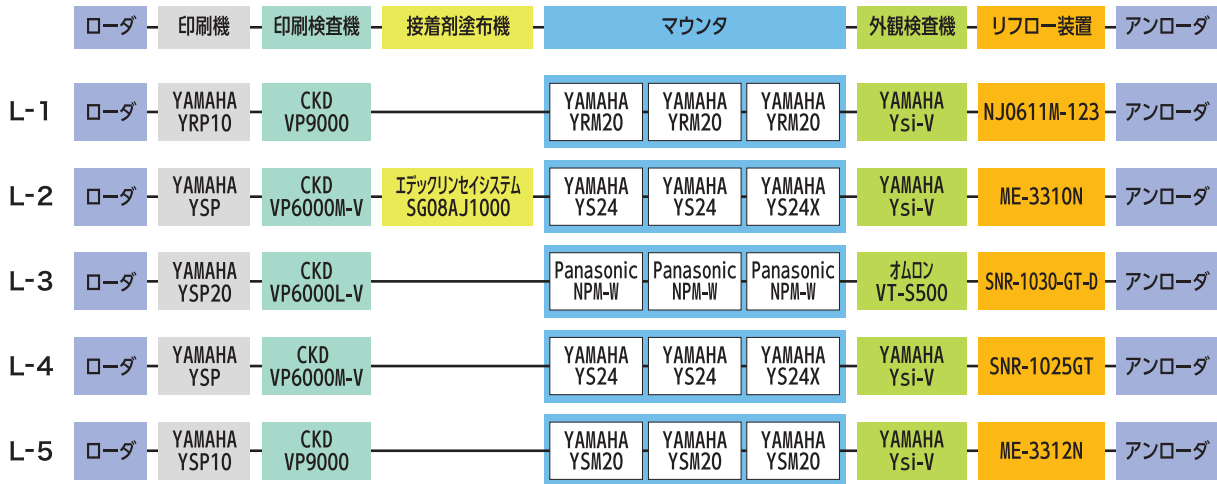 ローダ 印刷機 印刷検査機 接着剤塗布機 マウンタ 外観検査機 リフロー装置 アンローダ
L-1 ローダ YAMAHA YRP10 CKD VP9000 YAMAHA YRM20 YAMAHA YRM20 YAMAHA YRM20 YAMAHA Ysi-V NJ0611M-123 アンローダ
L-2 ローダ YAMAHA YSP CKD VP6000M-V エデックリンセイシステム SG08AJ1000 YAMAHA YS24 YAMAHA YS24 YAMAHA YS24X YAMAHA Ysi-V ME-3310N アンローダ
L-3 ローダ YAMAHA YSP20 CKD VP6000L-V Panasonic NPM-W Panasonic NPM-W Panasonic NPM-W オムロン VT-S500 SNR-1030-GT-D アンローダ
L-4 ローダ YAMAHA YSP CKD VP6000M-V YAMAHA YS24 YAMAHA YS24 YAMAHA YS24X YAMAHA Ysi-V SNR-1025GT アンローダ
L-5 ローダ YAMAHA YSP10 CKD VP9000 YAMAHA YSM20 YAMAHA YSM20 YAMAHA YSM20 YAMAHA Ysi-V ME-3312N アンローダ